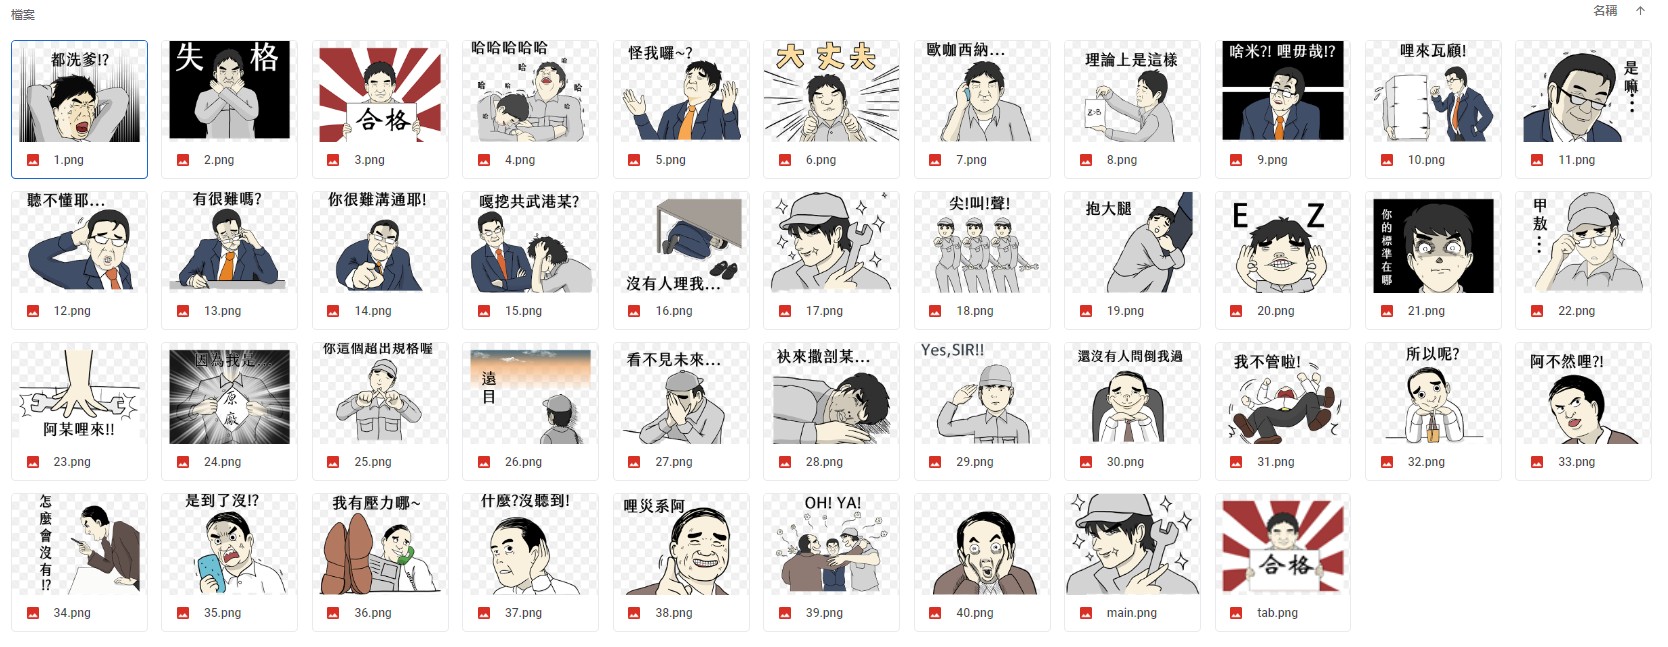 檔案
名稱 ↑
都洗爹!?
1.png
失 格
2.png
合格
3.png
哈哈哈哈哈
哈
哈
哈
哈
哈
4.png
怪我囉~?
5.png
大丈夫
6.png
歐咖西納...
7.png
理論上是這樣
8.png
啥米?! 哩毋哉!?
9.png
哩來瓦顧!
10.png
是嘛...
11.png
聽不懂耶...
12.png
有很難嗎?
13.png
你很難溝通耶!
14.png
嘎挖共武港某?
15.png
沒有人理我...
16.png
17.png
尖!叫!聲!
18.png
抱大腿
19.png
E Z
20.png
你的標準在哪
21.png
甲敖...
22.png
阿某哩來!!
23.png
因為我是...
原廠
24.png
你這個超出規格喔
25.png
遠目
26.png
看不見未來...
27.png
袂來撒剖某...
28.png
Yes,SIR!!
29.png
還沒有人問倒我過
30.png
我不管啦!
31.png
所以呢?
32.png
阿不然哩?!
33.png
怎麼會沒有!?
34.png
是到了沒!?
35.png
我有壓力哪~
36.png
什麼?沒聽到!
37.png
哩災系阿
38.png
OH! YA!
39.png
40.png
main.png
合格
tab.png